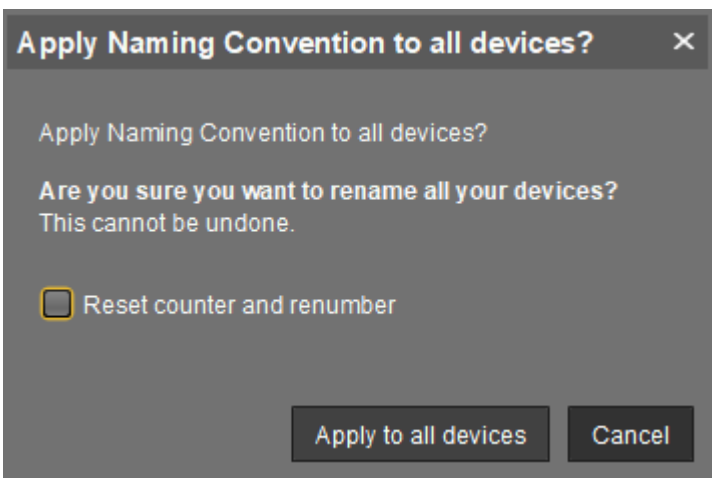 Apply Naming Convention to all devices?
Apply Naming Convention to all devices?
Are you sure you want to rename all your devices?
This cannot be undone.
Reset counter and renumber
Apply to all devices
Cancel